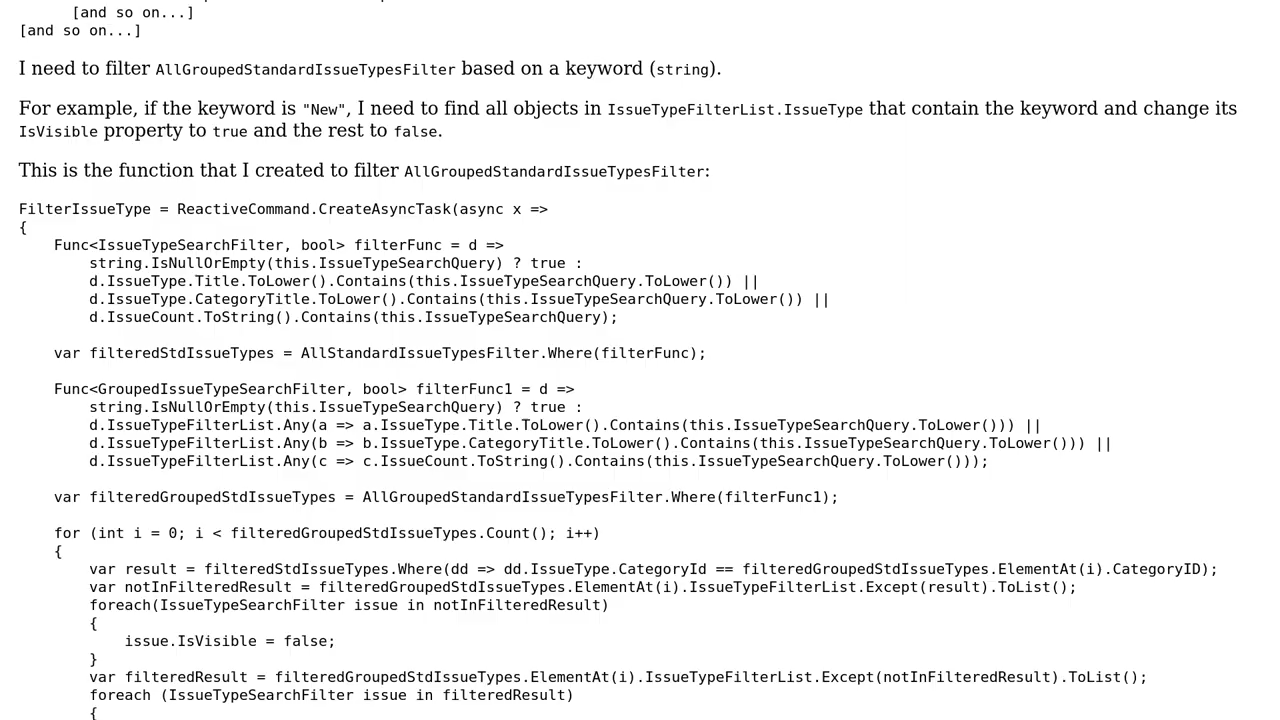 [and so on...]
[and so on...]
I need to filter AllGroupedStandardIssueTypesFilter based on a keyword (string).
For example, if the keyword is "New", I need to find all objects in IssueTypeFilterList.IssueType that contain the keyword and change its
IsVisible property to true and the rest to false.
This is the function that I created to filter AllGroupedStandardIssueTypesFilter:
FilterIssueType = ReactiveCommand.CreateAsyncTask(async x =>
{
    Func<IssueTypeSearchFilter, bool> filterFunc = d =>
        string.IsNullOrEmpty(this.IssueTypeSearchQuery) ? true :
        d.IssueType.Title.ToLower().Contains(this.IssueTypeSearchQuery.ToLower()) ||
        d.IssueType.CategoryTitle.ToLower().Contains(this.IssueTypeSearchQuery.ToLower()) ||
        d.IssueCount.ToString().Contains(this.IssueTypeSearchQuery);
    var filteredStdIssueTypes = AllStandardIssueTypesFilter.Where(filterFunc);
    Func<GroupedIssueTypeSearchFilter, bool> filterFunc1 = d =>
        string.IsNullOrEmpty(this.IssueTypeSearchQuery) ? true :
        d.IssueTypeFilterList.Any(a => a.IssueType.Title.ToLower().Contains(this.IssueTypeSearchQuery.ToLower())) ||
        d.IssueTypeFilterList.Any(b => b.IssueType.CategoryTitle.ToLower().Contains(this.IssueTypeSearchQuery.ToLower())) ||
        d.IssueTypeFilterList.Any(c => c.IssueCount.ToString().Contains(this.IssueTypeSearchQuery.ToLower()));
    var filteredGroupedStdIssueTypes = AllGroupedStandardIssueTypesFilter.Where(filterFunc1);
    for (int i = 0; i < filteredGroupedStdIssueTypes.Count(); i++)
    {
        var result = filteredStdIssueTypes.Where(dd => dd.IssueType.CategoryId == filteredGroupedStdIssueTypes.ElementAt(i).CategoryID);
        var notInFilteredResult = filteredGroupedStdIssueTypes.ElementAt(i).IssueTypeFilterList.Except(result).ToList();
        foreach(IssueTypeSearchFilter issue in notInFilteredResult)
        {
            issue.IsVisible = false;
        }
        var filteredResult = filteredGroupedStdIssueTypes.ElementAt(i).IssueTypeFilterList.Except(notInFilteredResult).ToList();
        foreach (IssueTypeSearchFilter issue in filteredResult)
        {